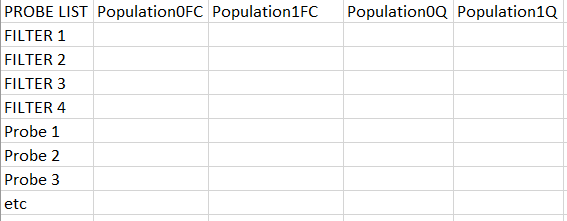 PROBE LIST Population0FC Population1FC Population0Q Population1Q
FILTER 1
FILTER 2
FILTER 3
FILTER 4
Probe 1
Probe 2
Probe 3
etc